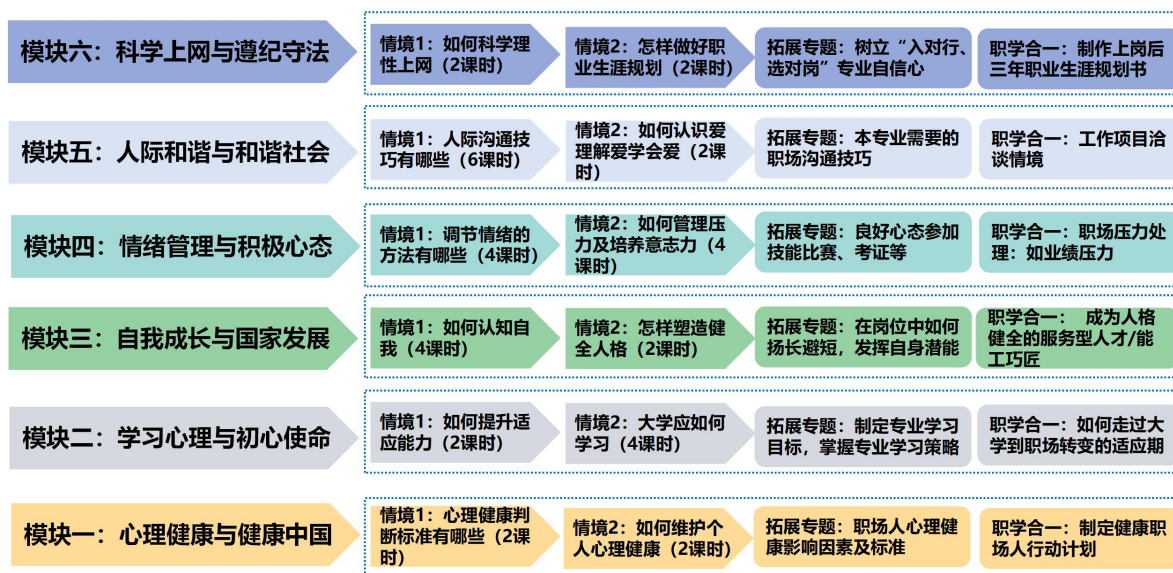 模块六：科学上网与遵纪守法
情境1：如何科学理
性上网（2课时）
情境2：怎样做好职
业生涯规划（2课时）
拓展专题：树立“入对行、
选对岗”专业自信心
职学合一：制作上岗后
三年职业生涯规划书
模块五：人际和谐与和谐社会
情境1：人际沟通技
巧有哪些（6课时）
情境2：如何认识爱
理解爱学会爱（2课
时）
拓展专题：本专业需要的
职场沟通技巧
职学合一：工作项目洽
谈情境
模块四：情绪管理与积极心态
情境1：调节情绪的
方法有哪些（4课时）
情境2：如何管理压
力及培养意志力（4
课时）
拓展专题：良好心态参加
技能比赛、考证等
职学合一：职场压力处
理：如业绩压力
模块三：自我成长与国家发展
情境1：如何认知自
我（4课时）
情境2：怎样塑造健
全人格（2课时）
拓展专题：在岗位中如何
扬长避短，发挥自身潜能
职学合一： 成为人格
健全的服务型人才/能
工巧匠
模块二：学习心理与初心使命
情境1：如何提升适
应能力（2课时）
情境2：大学应如何
学习（4课时）
拓展专题：制定专业学习
目标，掌握专业学习策略
职学合一：如何走过大
学到职场转变的适应期
模块一：心理健康与健康中国
情境1：心理健康判
断标准有哪些（2课
时）
情境2：如何维护个
人心理健康（2课时）
拓展专题：职场人心理健
康影响因素及标准
职学合一：制定健康职
场人行动计划